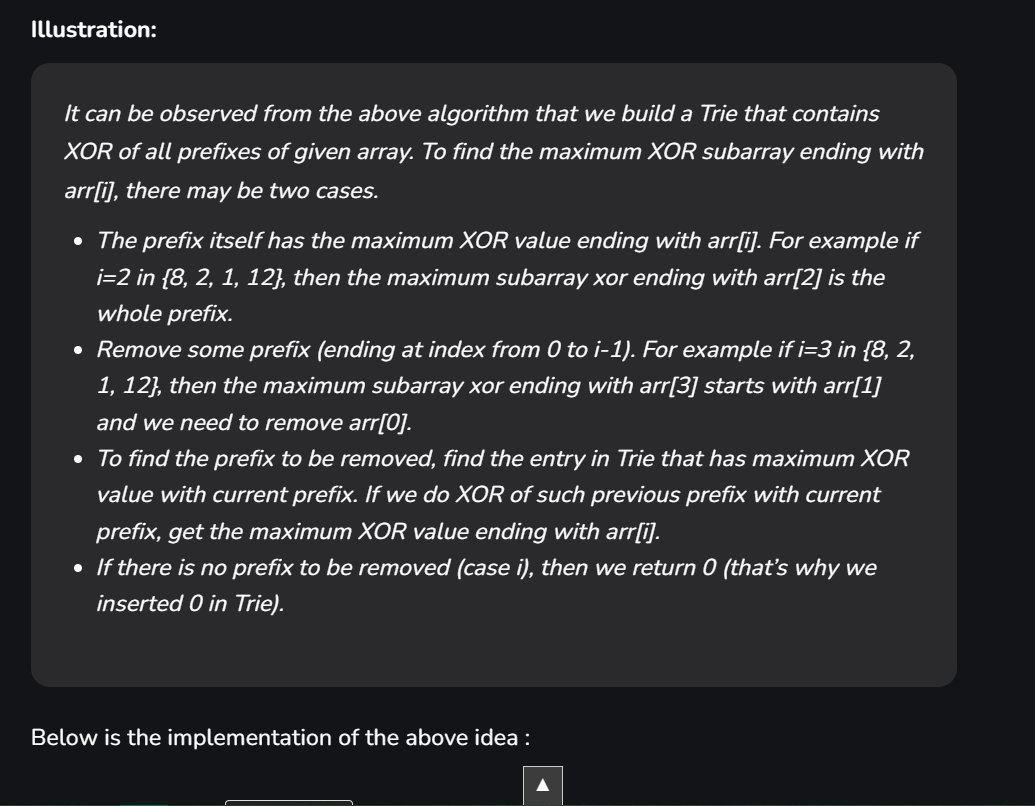 Illustration:
It can be observed from the above algorithm that we build a Trie that contains
XOR of all prefixes of given array. To find the maximum XOR subarray ending with
arr[i], there may be two cases.
• The prefix itself has the maximum XOR value ending with arr[i]. For example if
i=2 in {8, 2, 1, 12}, then the maximum subarray xor ending with arr[2] is the
whole prefix.
• Remove some prefix (ending at index from 0 to i-1). For example if i=3 in {8, 2,
1, 12}, then the maximum subarray xor ending with arr[3] starts with arr[1]
and we need to remove arr[0].
• To find the prefix to be removed, find the entry in Trie that has maximum XOR
value with current prefix. If we do XOR of such previous prefix with current
prefix, get the maximum XOR value ending with arr[i].
• If there is no prefix to be removed (case i), then we return 0 (that’s why we
inserted 0 in Trie).
Below is the implementation of the above idea :